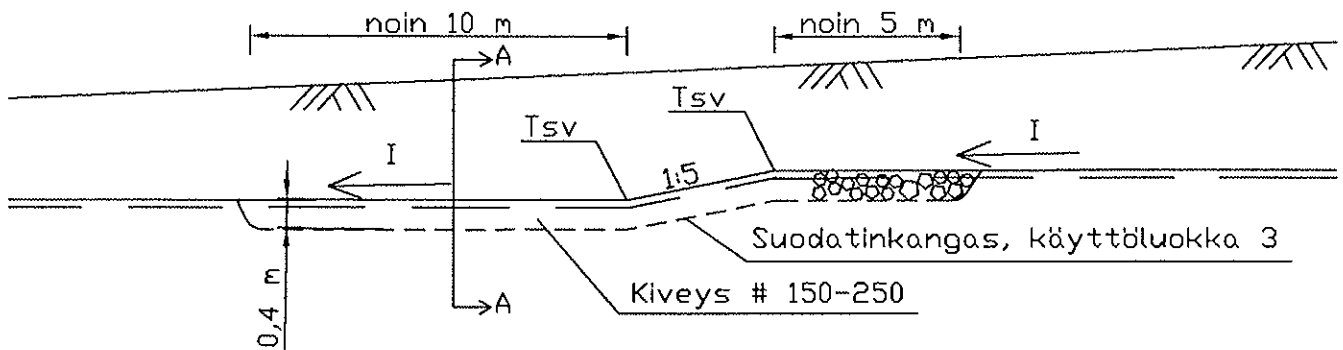 noin 10 m
noin 5 m
A
Tsv
Tsv
I
I
1:5
Suodatinkangas, käyttöluokka 3
Kiveys # 150-250
A
0,4 m